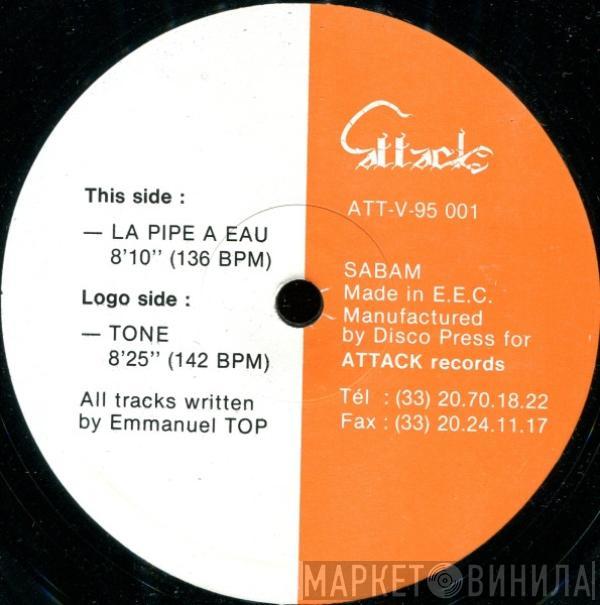 This side :
— LA PIPE A EAU
8'10'' (136 BPM)
Logo side :
— TONE
8'25'' (142 BPM)
All tracks written
by Emmanuel TOP
attack
ATT-V-95 001
SABAM
Made in E.E.C.
Manufactured
by Disco Press for
ATTACK records
Tél : (33) 20.70.18.22
Fax : (33) 20.24.11.17
МАРКЕТ ВИНИЛА